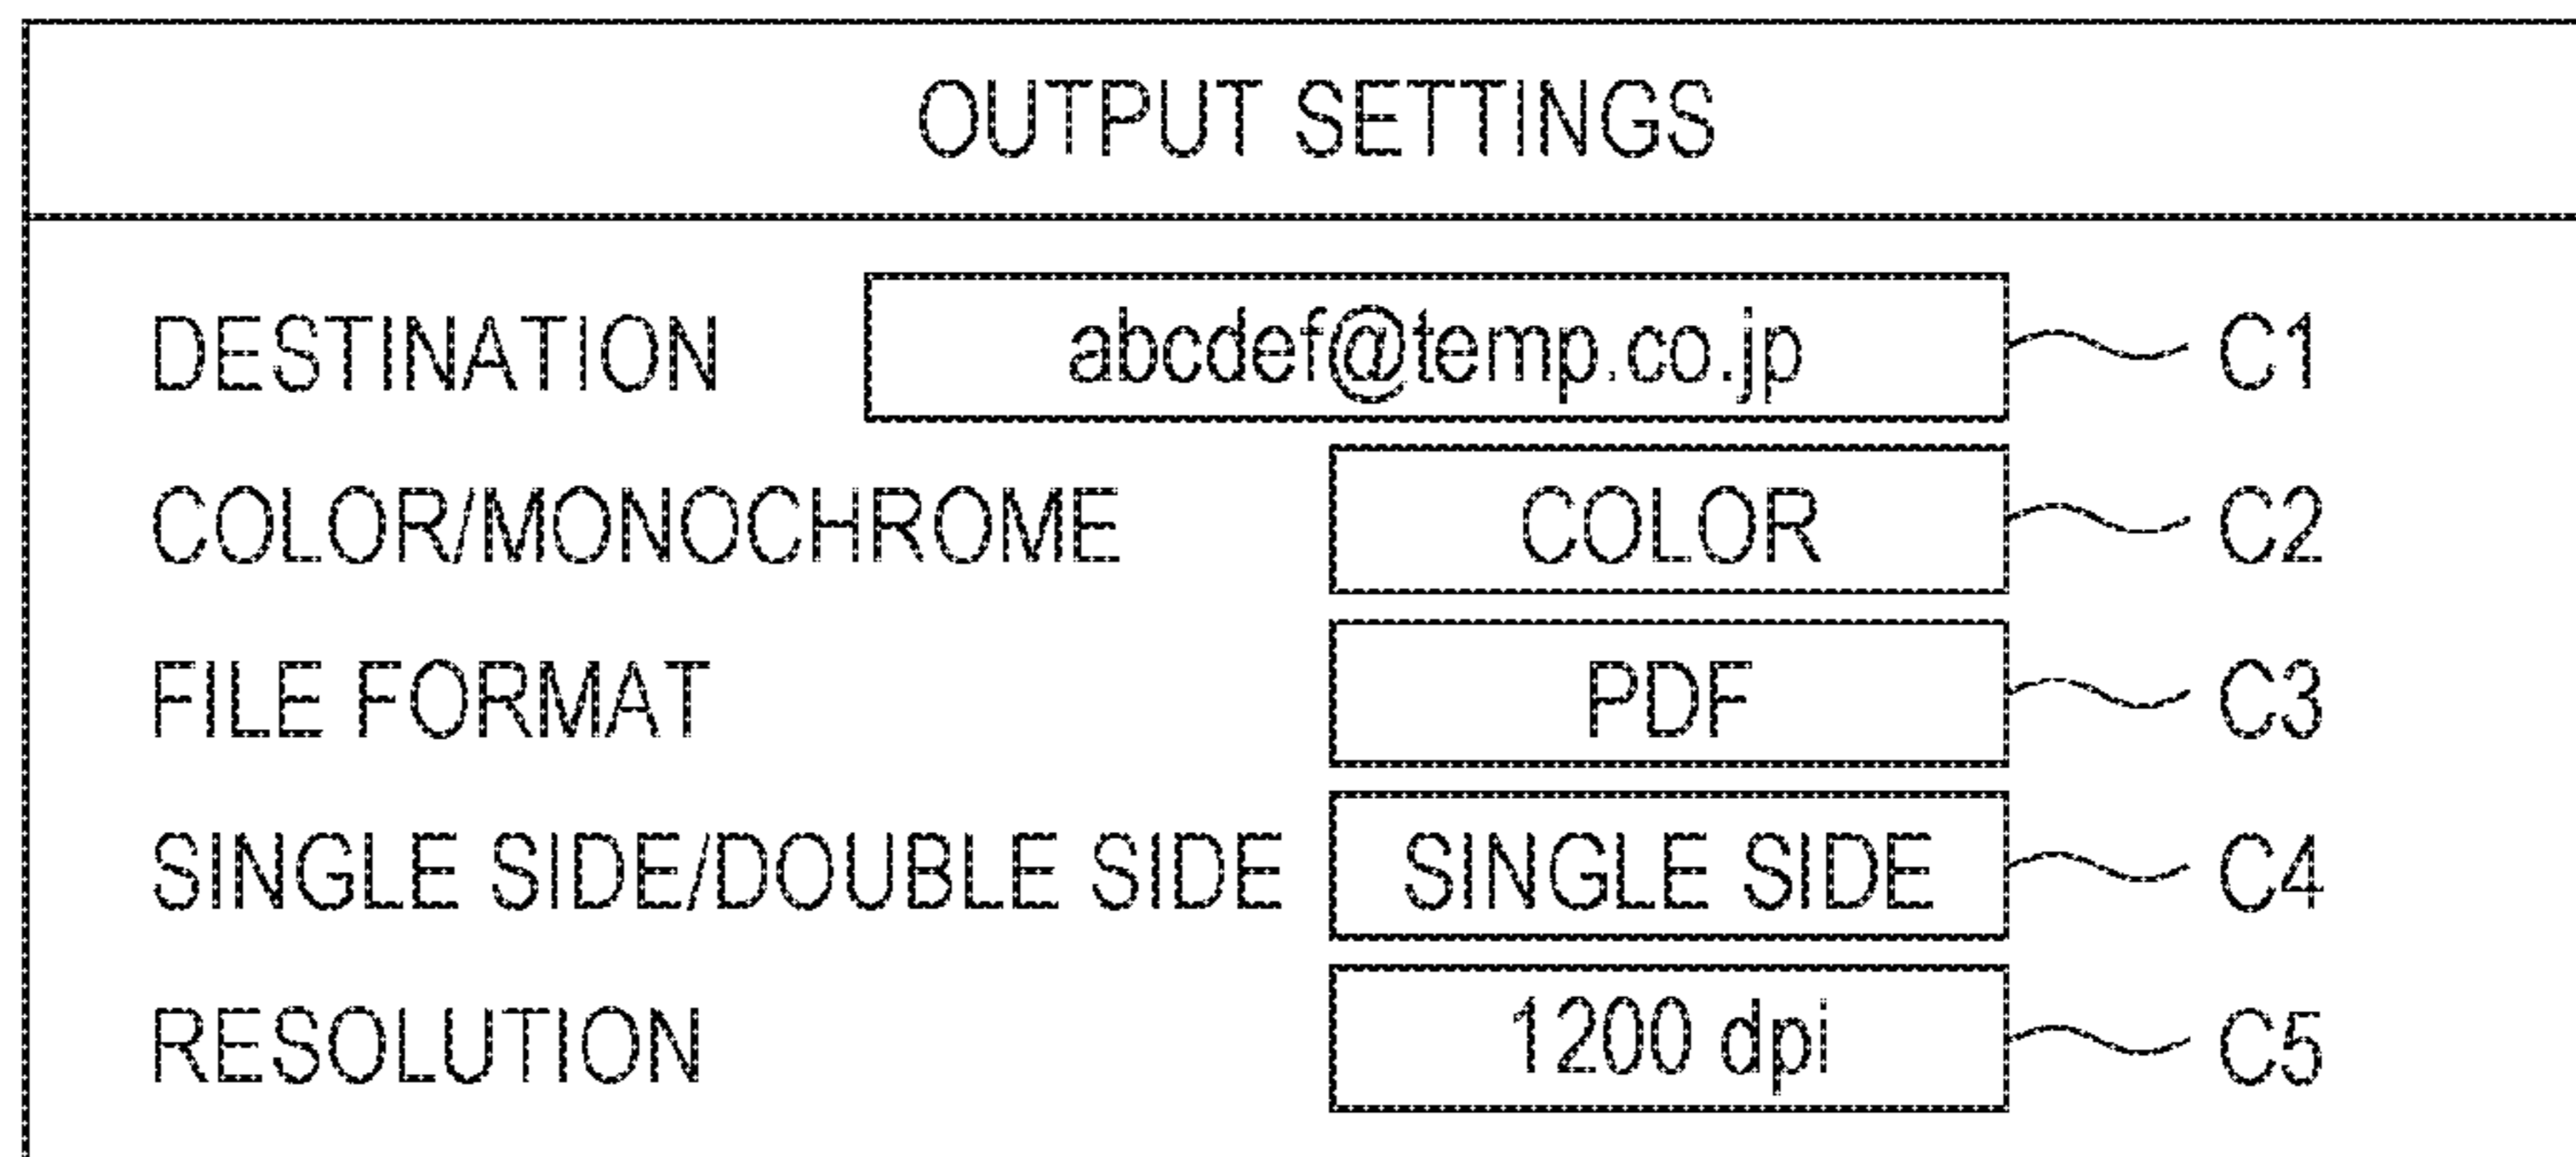 OUTPUT SETTINGS
DESTINATION abcdef@temp.co.jp C1
COLOR/MONOCHROME COLOR C2
FILE FORMAT PDF C3
SINGLE SIDE/DOUBLE SIDE SINGLE SIDE C4
RESOLUTION 1200 dpi C5